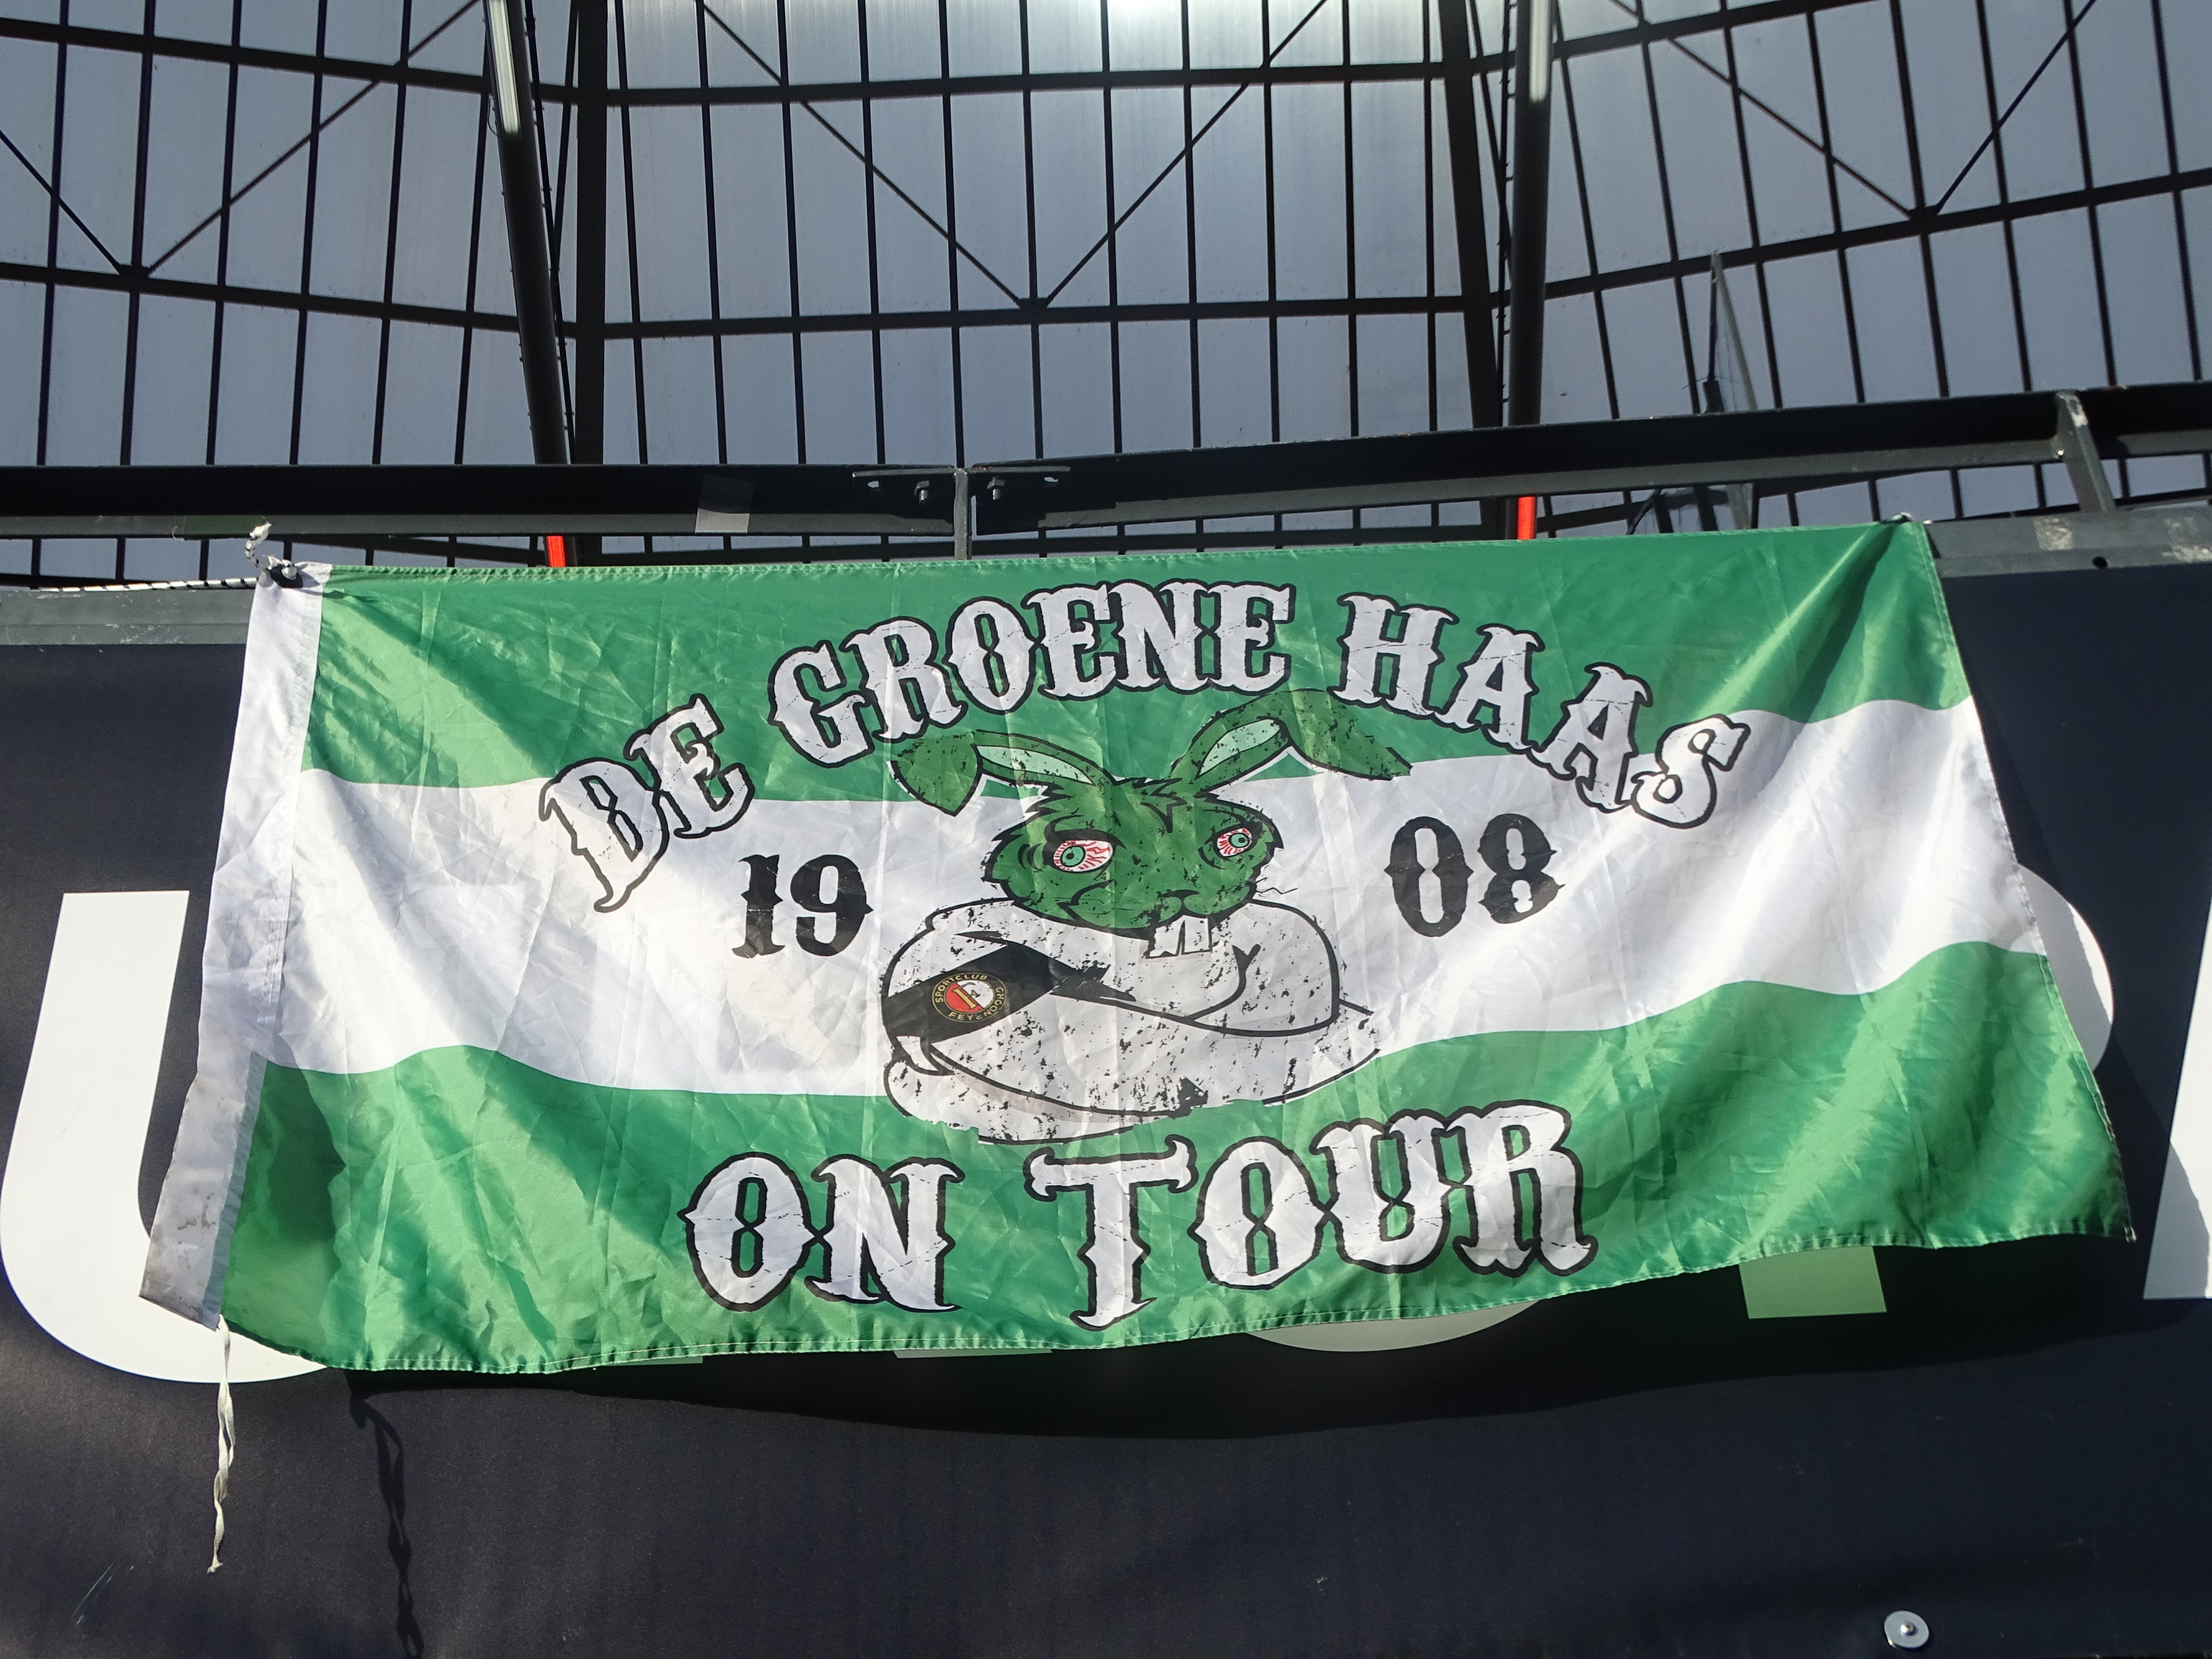 DE GROENE HAAS
19 08
SPORTCLUB
FEYENOORD
ON TOUR